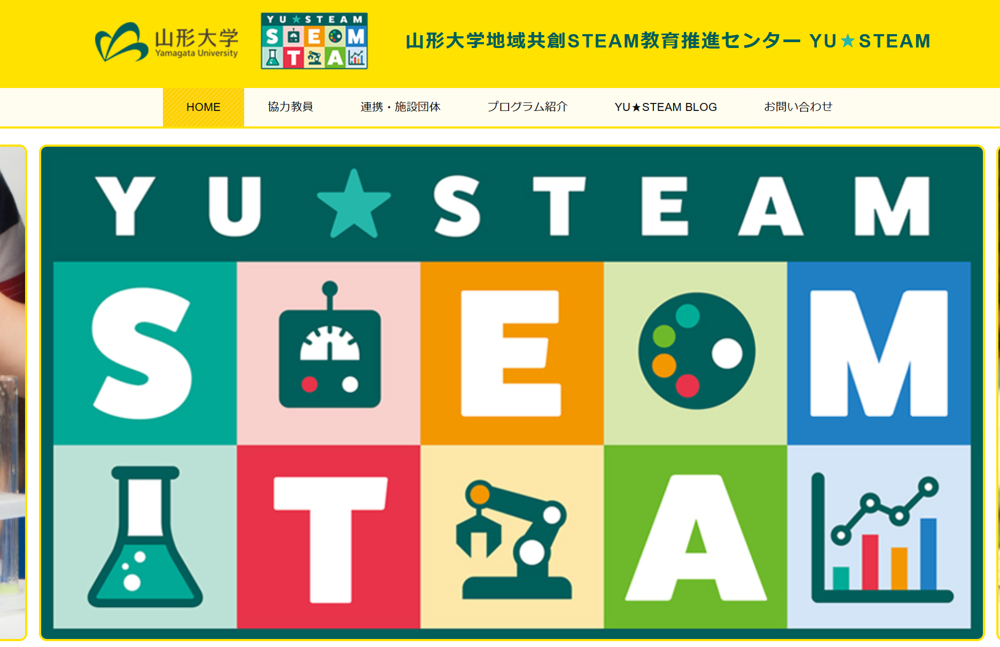 山形大学
Yamagata University
YU★STEAM
S E M
T A
山形大学地域共創STEAM教育推進センター YU★STEAM
HOME 協力教員 連携・施設団体 プログラム紹介 YU★STEAM BLOG お問い合わせ
YU★STEAM
S E M
T A